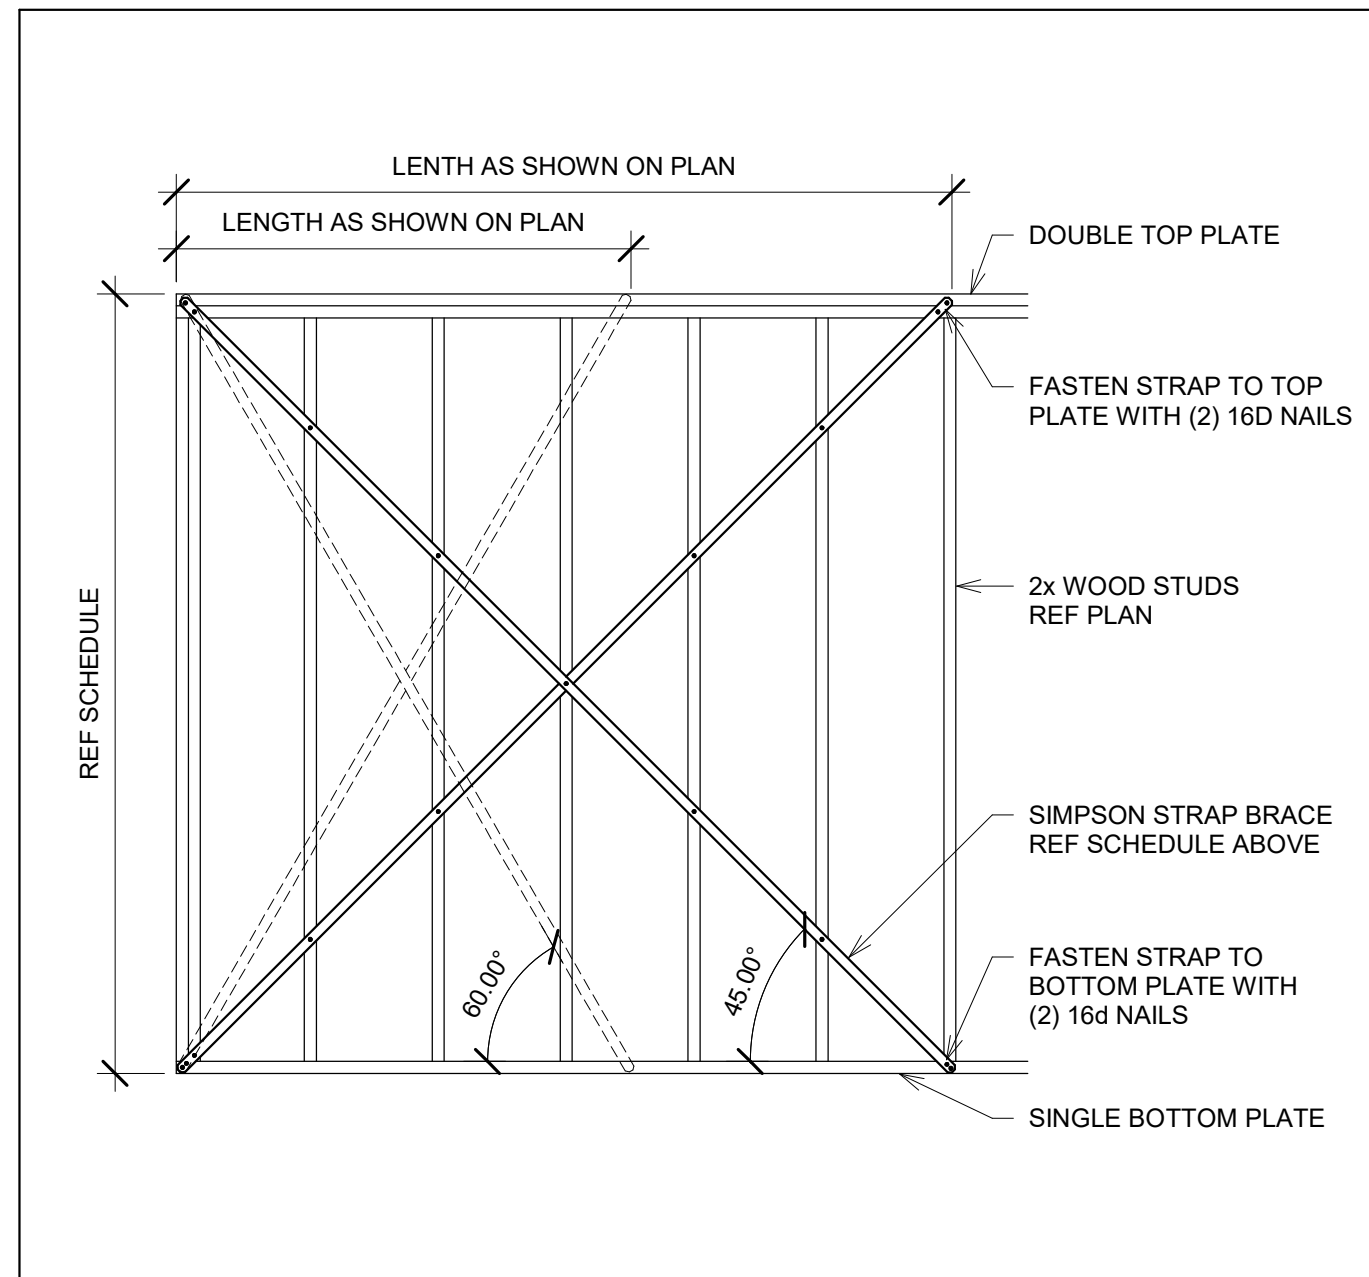 LENTH AS SHOWN ON PLAN
LENGTH AS SHOWN ON PLAN
DOUBLE TOP PLATE
FASTEN STRAP TO TOP
PLATE WITH (2) 16D NAILS
2x WOOD STUDS
REF PLAN
REF SCHEDULE
SIMPSON STRAP BRACE
REF SCHEDULE ABOVE
60.00°
45.00°
FASTEN STRAP TO
BOTTOM PLATE WITH
(2) 16d NAILS
SINGLE BOTTOM PLATE